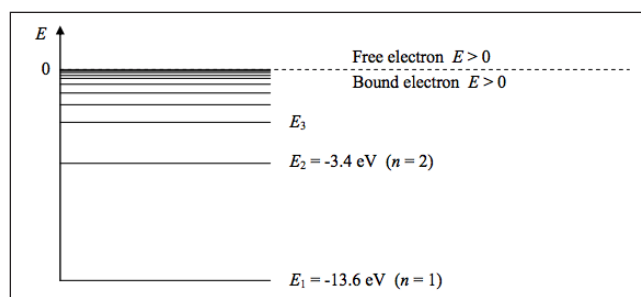 E
Free electron E > 0
0
Bound electron E > 0
E₃
E₂ = -3.4 eV (n = 2)
E₁ = -13.6 eV (n = 1)